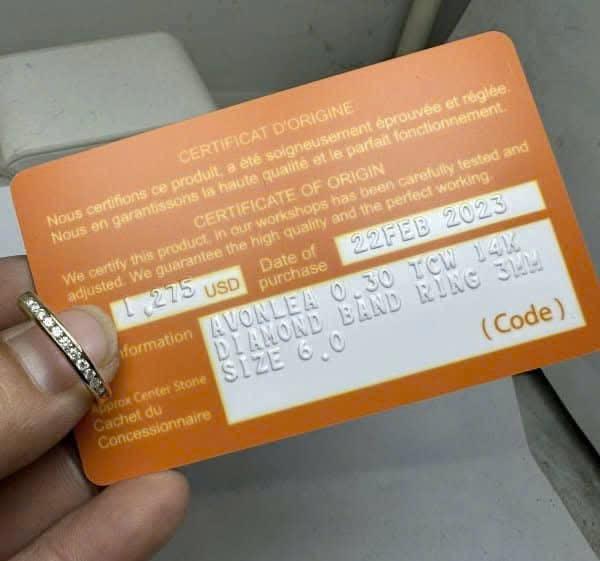 CERTIFICAT D'ORIGINE
Nous certifions ce produit, a été soigneusement éprouvée et réglée.
Nous en garantissons la haute qualité et le parfait fonctionnement.
CERTIFICATE OF ORIGIN
We certify this product, in our workshops has been carefully tested and
adjusted. We guarantee the high quality and the perfect working.
1,275 USD
Date of
purchase
22FEB 2023
Information
AVONLEA 0.30 TCW 14K
DIAMOND BAND RING 3MM
SIZE 6.0
(Code)
Approx Center Stone
Cachet du
Concessionnaire